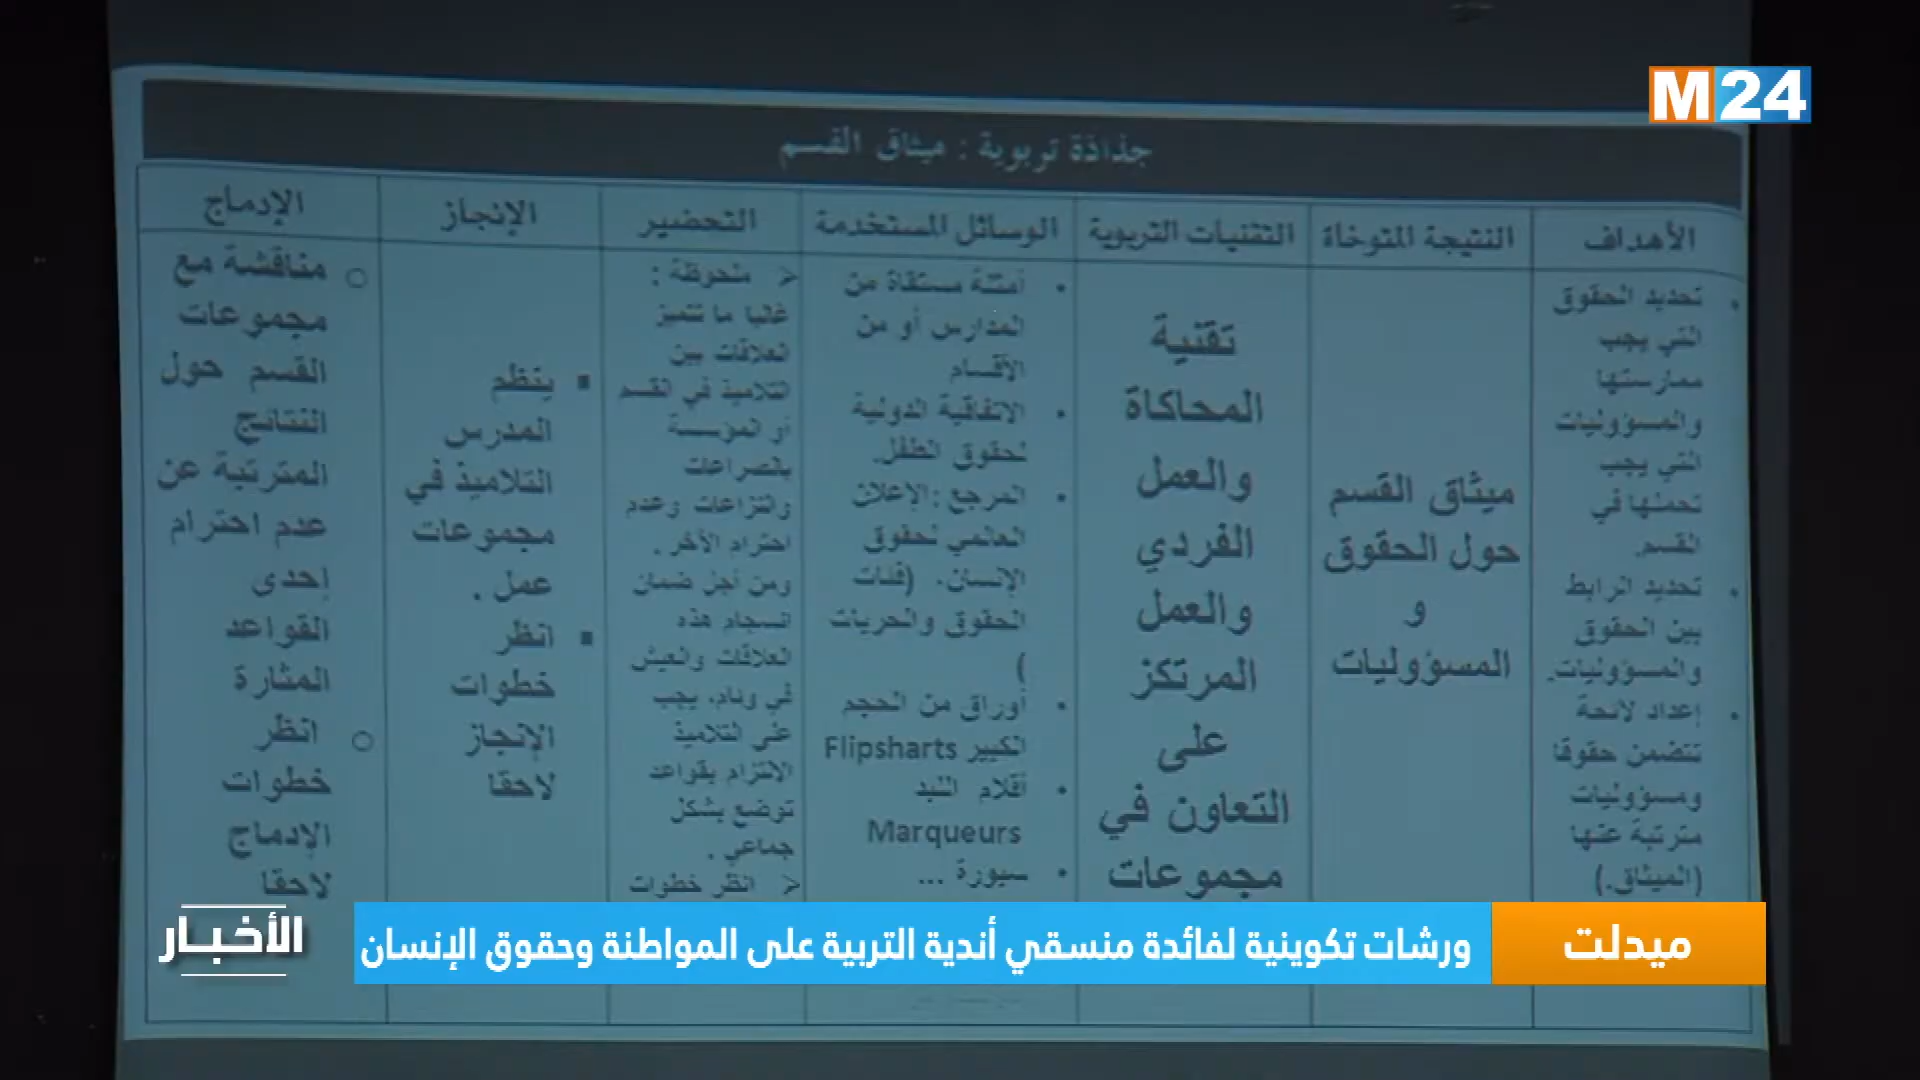 M24
جذاذة تربوية : ميثاق القسم
الأهداف
النتيجة المتوخاة
التقنيات التربوية
الوسائل المستخدمة
التحضير
الإنجاز
الإدماج
• تحديد الحقوق
التي يجب
ممارستها
والمسؤوليات
التي يجب
تحملها في
القسم.
• تحديد الرابط
بين الحقوق
والمسؤوليات.
• إعداد لائحة
تتضمن حقوقا
ومسؤوليات
مترتبة عنها
(الميثاق.)
ميثاق القسم
حول الحقوق
و
المسؤوليات
تقنية
المحاكاة
والعمل
الفردي
والعمل
المرتكز
على
التعاون في
مجموعات
• أمثلة مستقاة من
المدارس أو من
الأقسام
• الاتفاقية الدولية
لحقوق الطفل.
• المرجع : الإعلان
العالمي لحقوق
الإنسان. (فئات
الحقوق والحريات
)
• أوراق من الحجم
الكبير Flipsharts
• أقلام اللبد
Marqueurs
• سبورة ...
ملحوظة :
غالبا ما تتميز
العلاقات بين
التلاميذ في القسم
أو المؤسسة
بالصراعات
والنزاعات وعدم
احترام الآخر .
ومن أجل ضمان
انسجام هذه
العلاقات والعيش
في وئام، يجب
على التلاميذ
الالتزام بقواعد
توضع بشكل
جماعي .
انظر خطوات
▪ ينظم
المدرس
التلاميذ في
مجموعات
عمل .
▪ انظر
خطوات
الإنجاز
لاحقا
○ مناقشة مع
مجموعات
القسم حول
النتائج
المترتبة عن
عدم احترام
إحدى
القواعد
المثارة
○ انظر
خطوات
الإدماج
لاحقا
ميدلت
ورشات تكوينية لفائدة منسقي أندية التربية على المواطنة وحقوق الإنسان
الأخبار